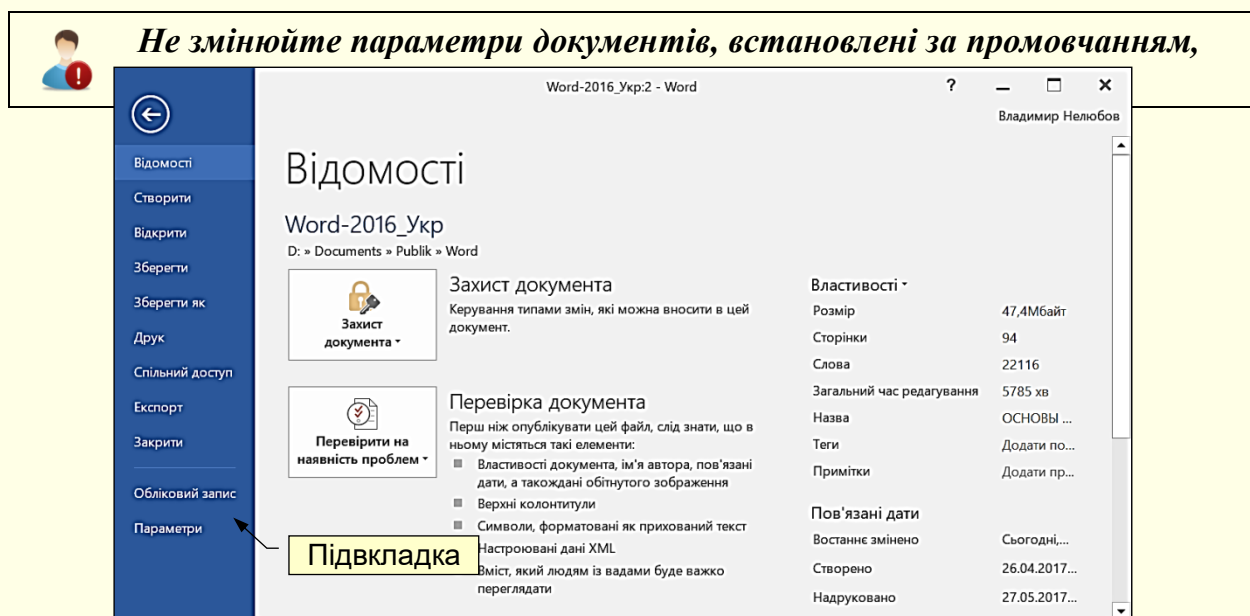 Не змінюйте параметри документів, встановлені за промовчанням,
Word-2016_Укр:2 - Word
?
Владимир Нелюбов
Відомості
Створити
Відкрити
Зберегти
Зберегти як
Друк
Спільний доступ
Експорт
Закрити
Обліковий запис
Параметри
Підвкладка
Відомості
Word-2016_Укр
D: » Documents » Publik » Word
Захист
документа
Захист документа
Керування типами змін, які можна вносити в цей
документ.
Перевірити на
наявність проблем
Перевірка документа
Перш ніж опублікувати цей файл, слід знати, що в
ньому містяться такі елементи:
Властивості документа, ім'я автора, пов'язані
дати, а такождані обітнутого зображення
Верхні колонтитули
Символи, форматовані як прихований текст
Настроювані дані XML
Вміст, який людям із вадами буде важко
переглядати
Властивості
Розмір 47,4Мбайт
Сторінки 94
Слова 22116
Загальний час редагування 5785 хв
Назва ОСНОВЫ ...
Теги Додати по...
Примітки Додати пр...
Пов'язані дати
Востаннє змінено Сьогодні,...
Створено 26.04.2017...
Надруковано 27.05.2017...